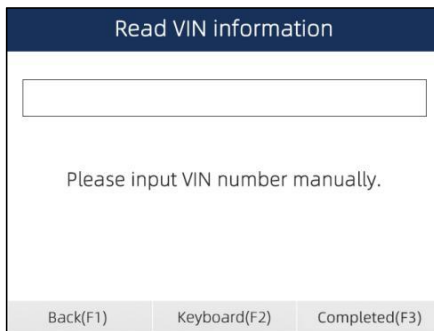 Read VIN information
Please input VIN number manually.
Back(F1) Keyboard(F2) Completed(F3)